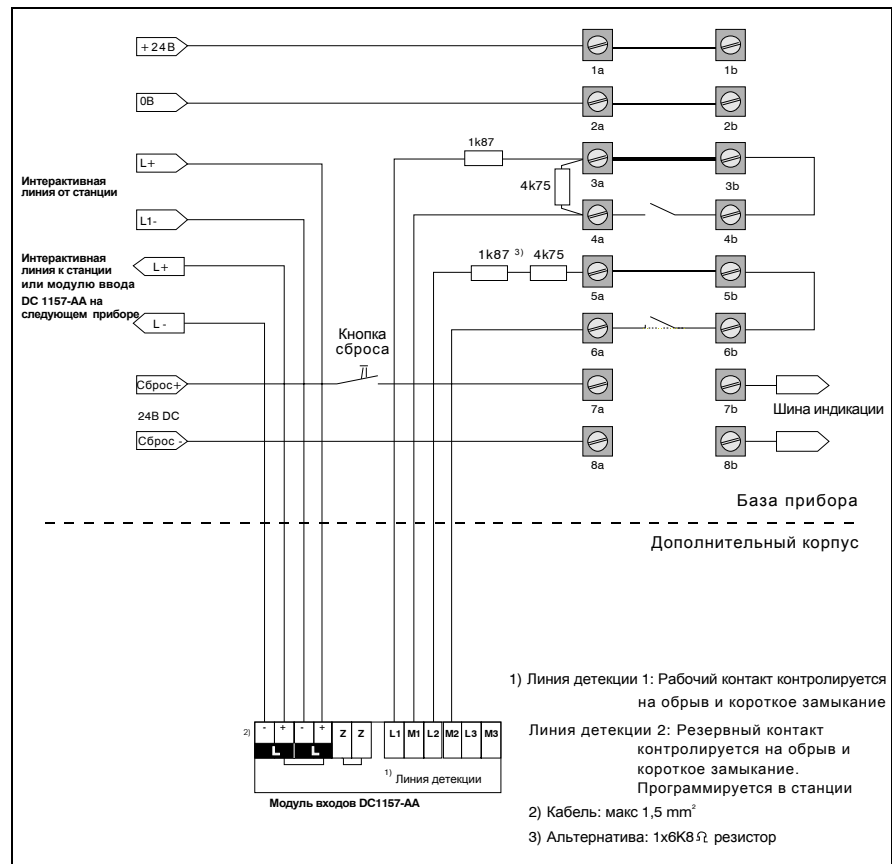 +24В
1a
1b
0В
2a
2b
1k87
L+
3a
3b
4k75
Интерактивная
линия от станции
L1-
4a
4b
Интерактивная
линия к станции
или модулю ввода
DC 1157-AA на
следующем прибore
L+
1k87 3) 4k75
5a
5b
L -
Кнопка
сброса
6a
6b
Сброс+
7a
7b
Шина индикации
24В DC
Сброс -
8a
8b
База прибора
Дополнительный корпус
1) Линия детекции 1: Рабочий контакт контролируется
на обрыв и короткое замыкание
Линия детекции 2: Резервный контакт
контролируется на обрыв и
короткое замыкание.
Программируется в станции
2) Кабель: макс 1,5 mm²
3) Альтернатива: 1x6K8Ω резистор
2) - + - + Z Z L1 M1 L2 M2 L3 M3
L L
1) Линия детекции
Модуль входов DC1157-AA